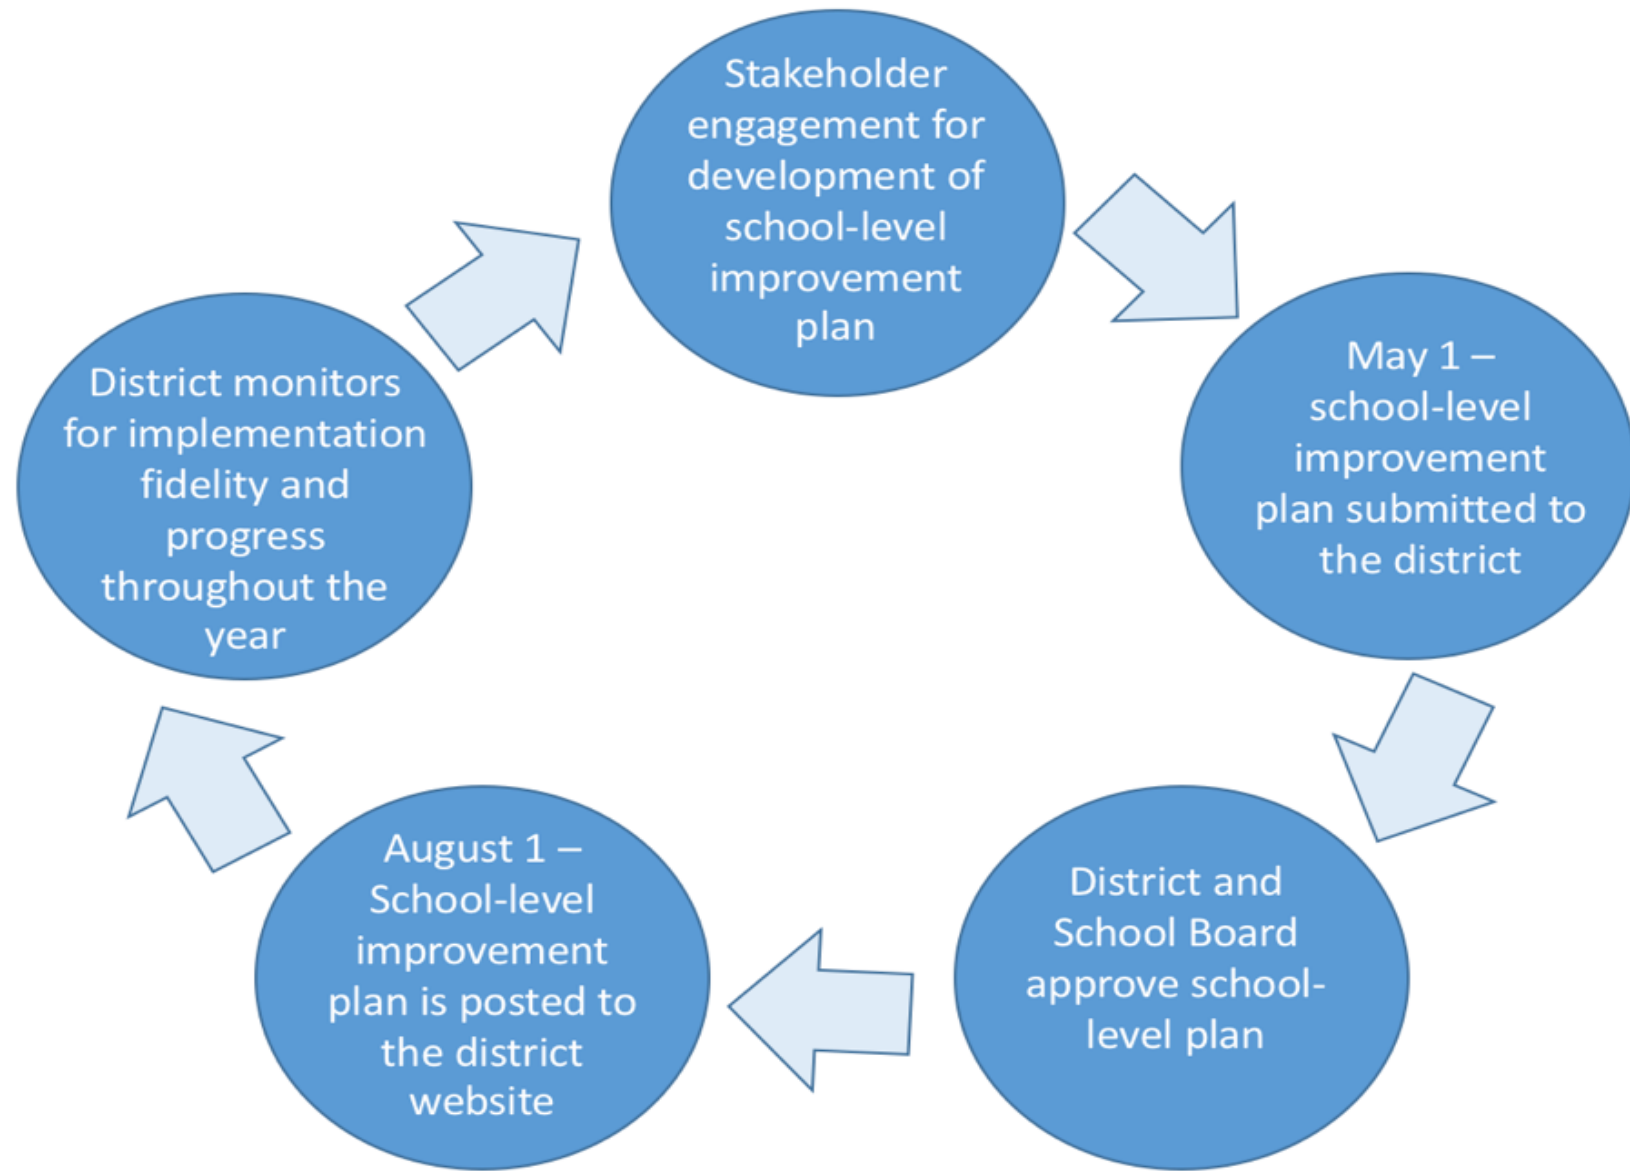 Stakeholder
engagement for
development of
school-level
improvement
plan
May 1 –
school-level
improvement
plan submitted to
the district
District and
School Board
approve school-
level plan
August 1 –
School-level
improvement
plan is posted to
the district
website
District monitors
for implementation
fidelity and
progress
throughout the
year